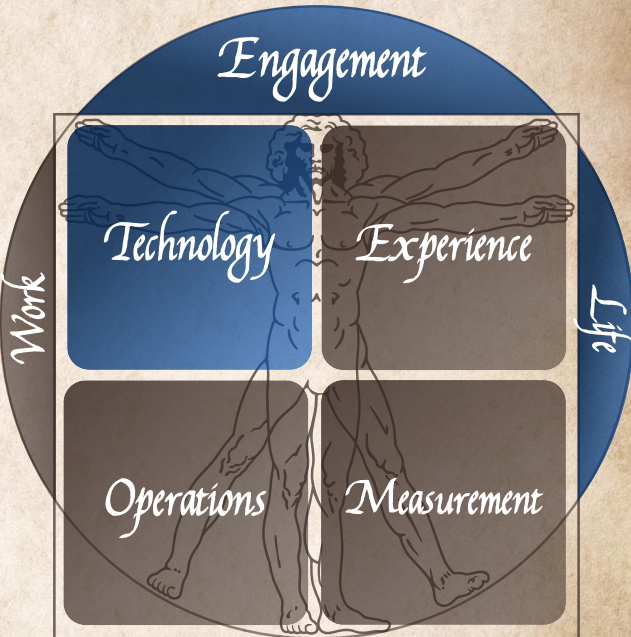 Engagement
Technology
Experience
Work
Life
Operations
Measurement